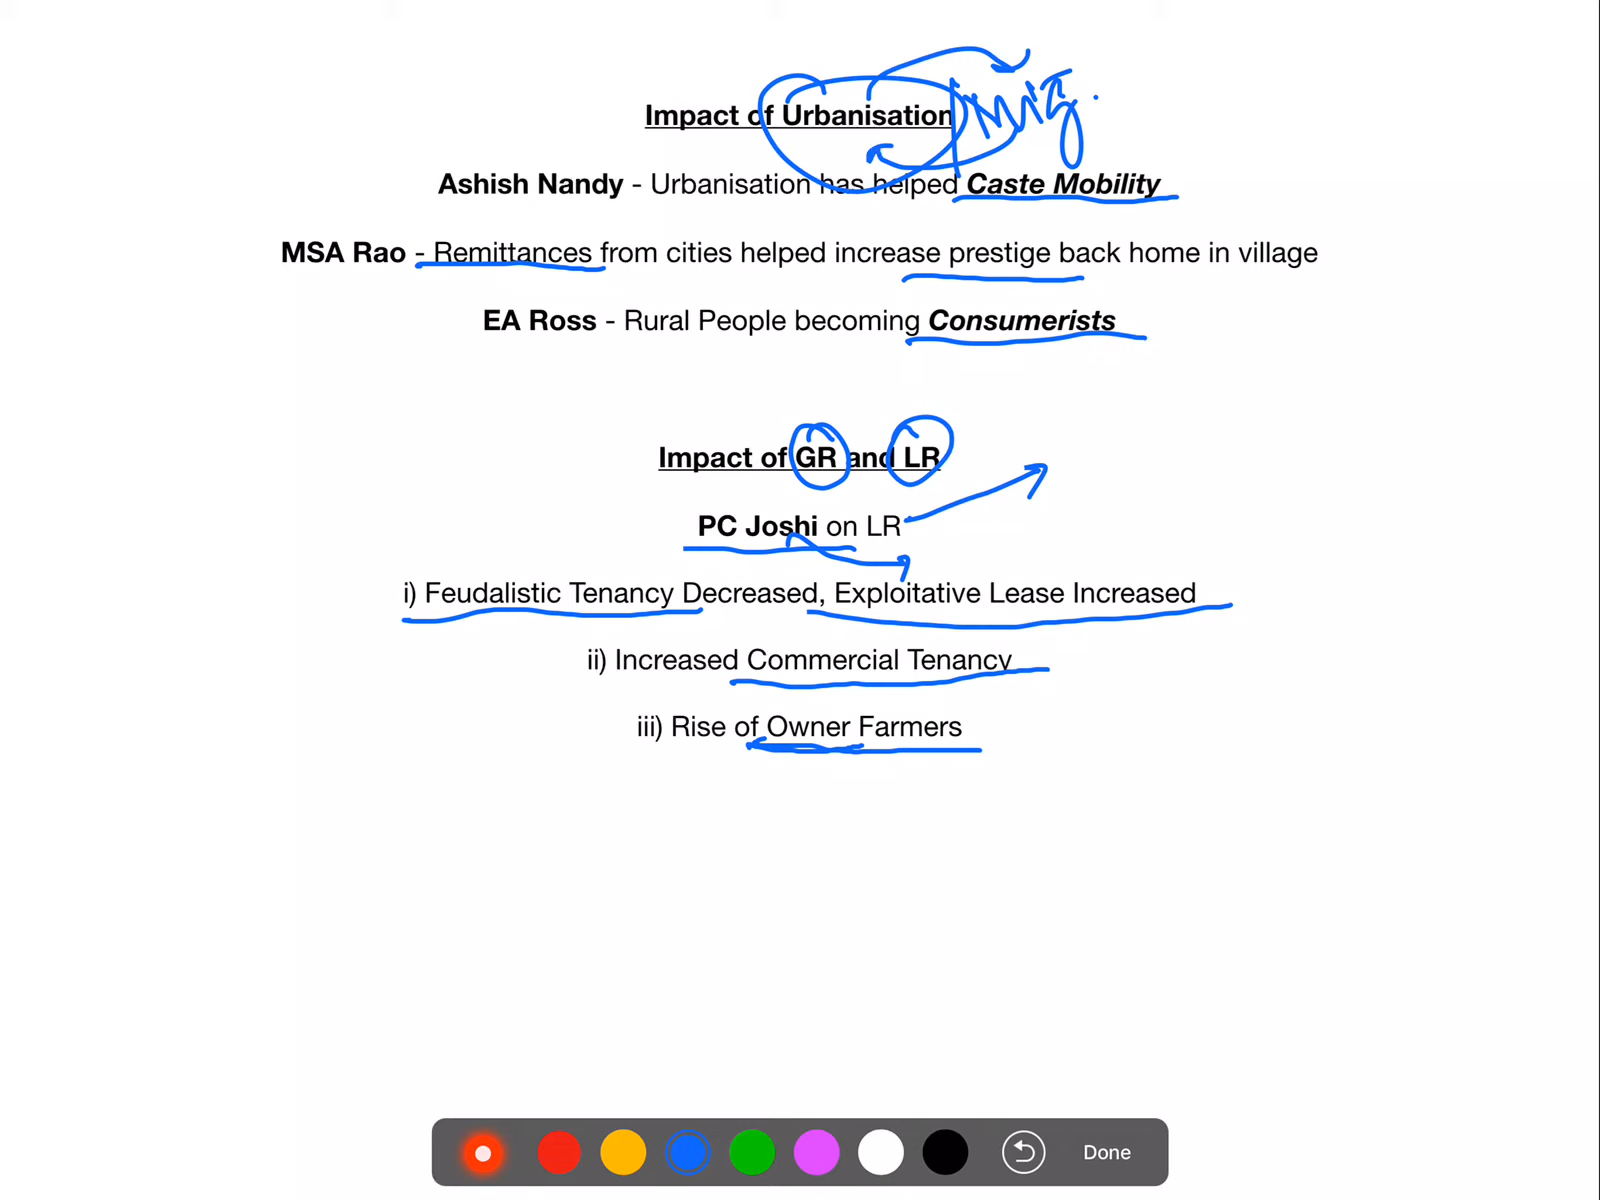 Impact of Urbanisation/Mig.
Ashish Nandy - Urbanisation has helped Caste Mobility
MSA Rao - Remittances from cities helped increase prestige back home in village
EA Ross - Rural People becoming Consumerists
Impact of GR and LR
PC Joshi on LR
i) Feudalistic Tenancy Decreased, Exploitative Lease Increased
ii) Increased Commercial Tenancy
iii) Rise of Owner Farmers
Done